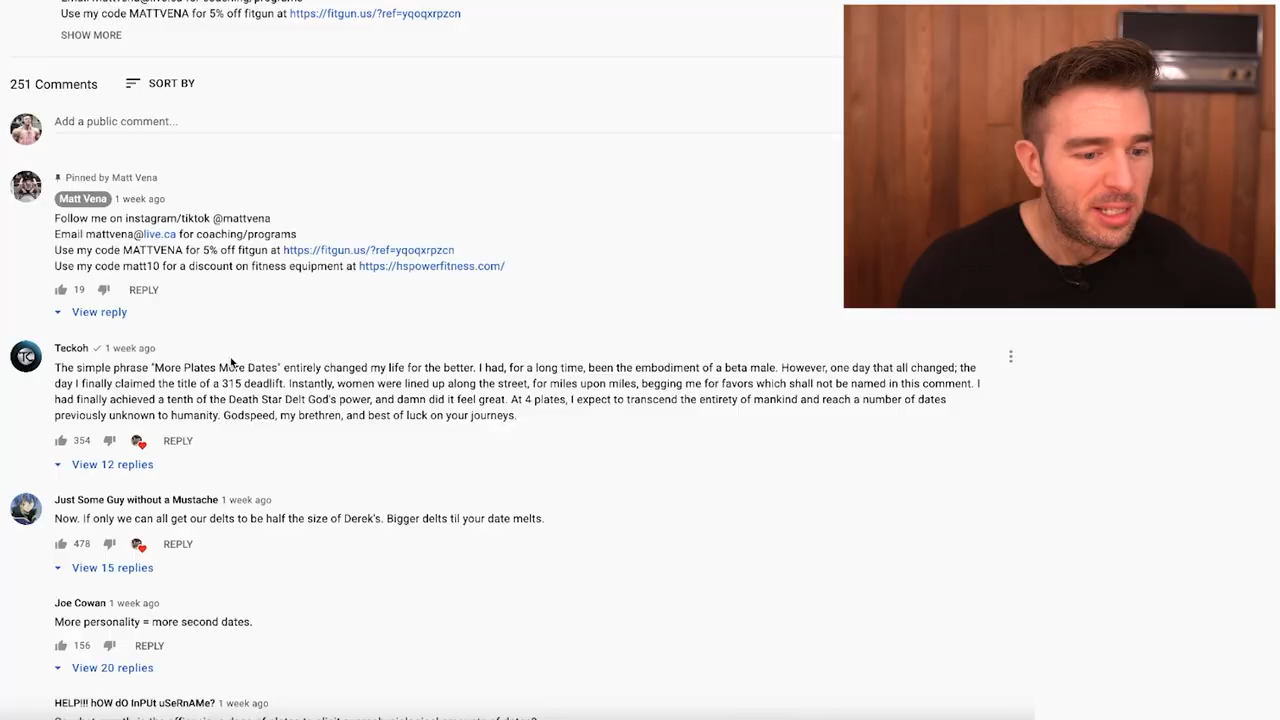 Use my code MATTVENA for 5% off fitgun at https://fitgun.us/?ref=yqoqxrpzcn
SHOW MORE
251 Comments
SORT BY
Add a public comment...
Pinned by Matt Vena
Matt Vena 1 week ago
Follow me on instagram/tiktok @mattvena
Email mattvena@live.ca for coaching/programs
Use my code MATTVENA for 5% off fitgun at https://fitgun.us/?ref=yqoqxrpzcn
Use my code matt10 for a discount on fitness equipment at https://hspowerfitness.com/
19 REPLY
View reply
Teckoh 1 week ago
The simple phrase "More Plates More Dates" entirely changed my life for the better. I had, for a long time, been the embodiment of a beta male. However, one day that all changed; the
day I finally claimed the title of a 315 deadlift. Instantly, women were lined up along the street, for miles upon miles, begging me for favors which shall not be named in this comment. I
had finally achieved a tenth of the Death Star Delt God's power, and damn did it feel great. At 4 plates, I expect to transcend the entirety of mankind and reach a number of dates
previously unknown to humanity. Godspeed, my brethren, and best of luck on your journeys.
354 REPLY
View 12 replies
Just Some Guy without a Mustache 1 week ago
Now. If only we can all get our delts to be half the size of Derek's. Bigger delts til your date melts.
478 REPLY
View 15 replies
Joe Cowan 1 week ago
More personality = more second dates.
156 REPLY
View 20 replies
HELP!!! hOW dO InPUt uSeRnAMe? 1 week ago